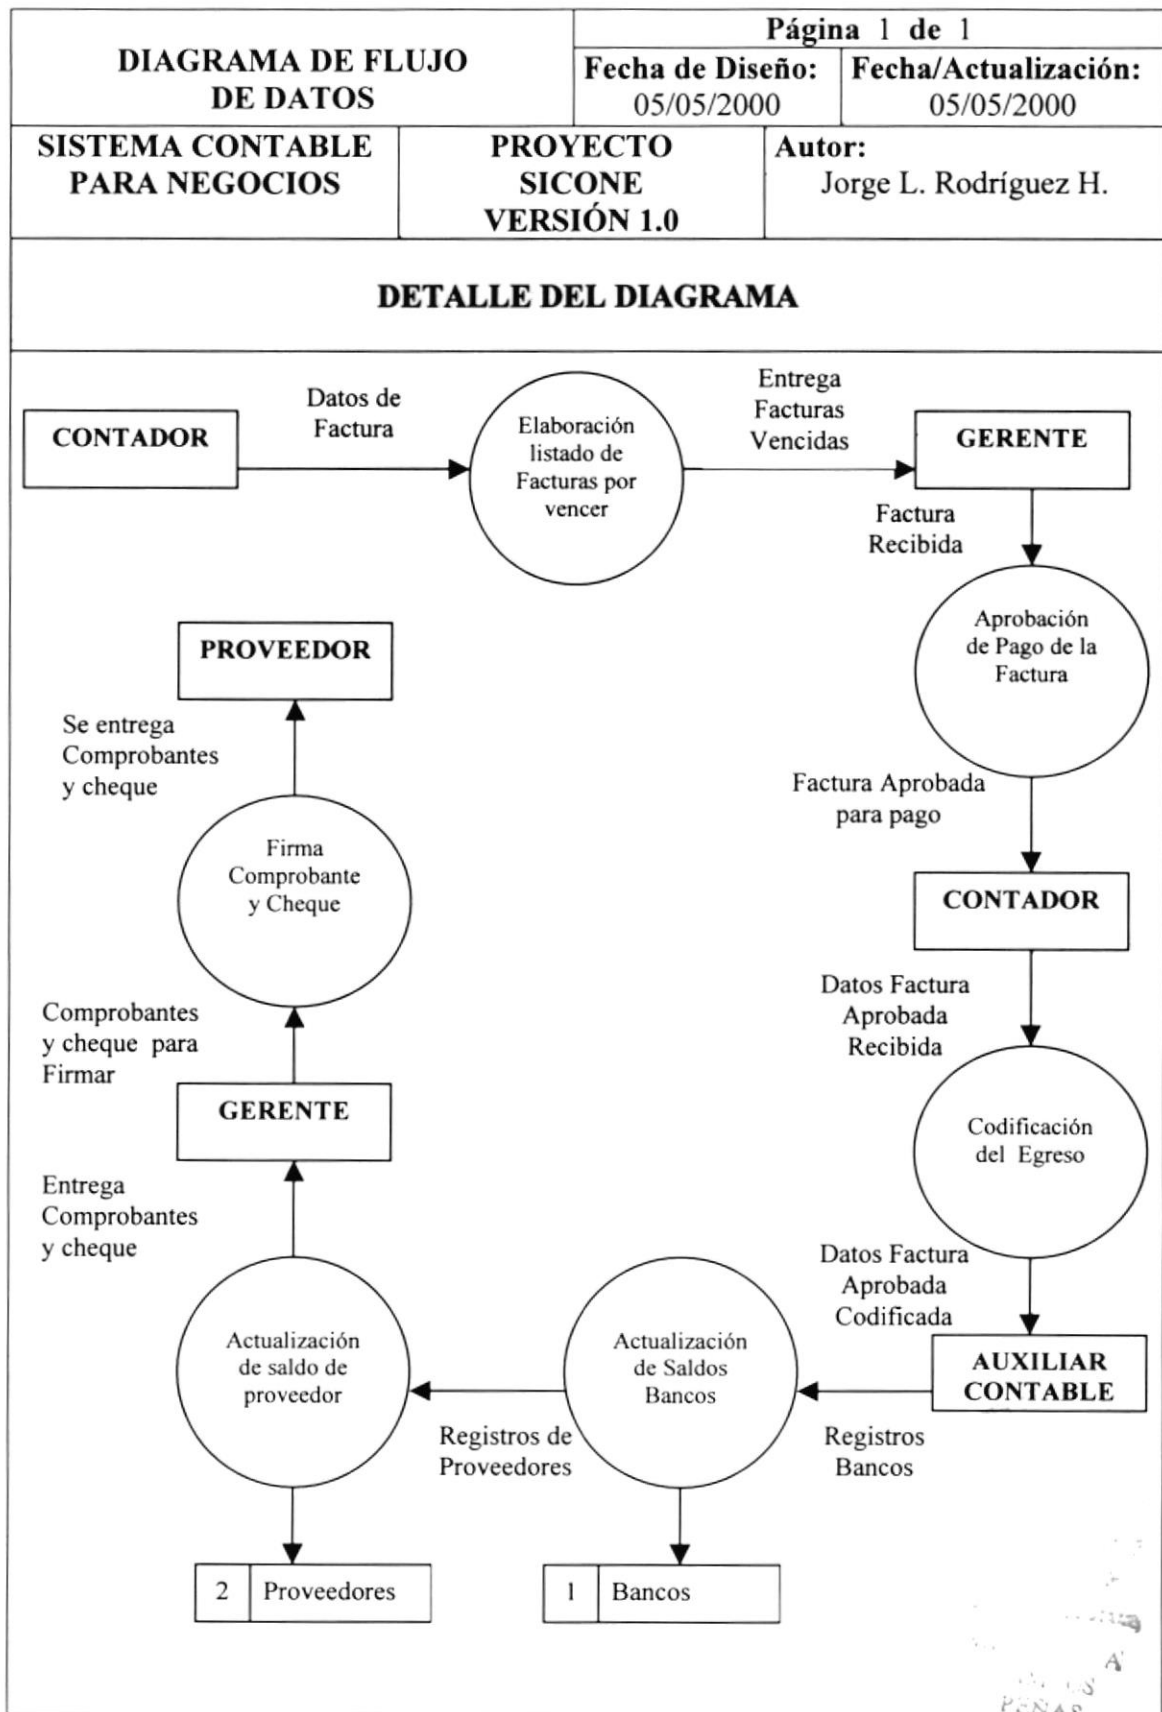 DIAGRAMA DE FLUJO
DE DATOS
Página 1 de 1
Fecha de Diseño:
05/05/2000
Fecha/Actualización:
05/05/2000
SISTEMA CONTABLE
PARA NEGOCIOS
PROYECTO
SICONE
VERSIÓN 1.0
Autor:
Jorge L. Rodríguez H.
DETALLE DEL DIAGRAMA
CONTADOR
Datos de
Factura
Elaboración
listado de
Facturas por
vencer
Entrega
Facturas
Vencidas
GERENTE
Factura
Recibida
Aprobación
de Pago de la
Factura
Factura Aprobada
para pago
CONTADOR
Datos Factura
Aprobada
Recibida
Codificación
del Egreso
Datos Factura
Aprobada
Codificada
AUXILIAR
CONTABLE
Registros
Bancos
Actualización
de Saldos
Bancos
1 Bancos
Registros de
Proveedores
Actualización
de saldo de
proveedor
2 Proveedores
Entrega
Comprobantes
y cheque
GERENTE
Comprobantes
y cheque para
Firmar
Firma
Comprobante
y Cheque
Se entrega
Comprobantes
y cheque
PROVEEDOR